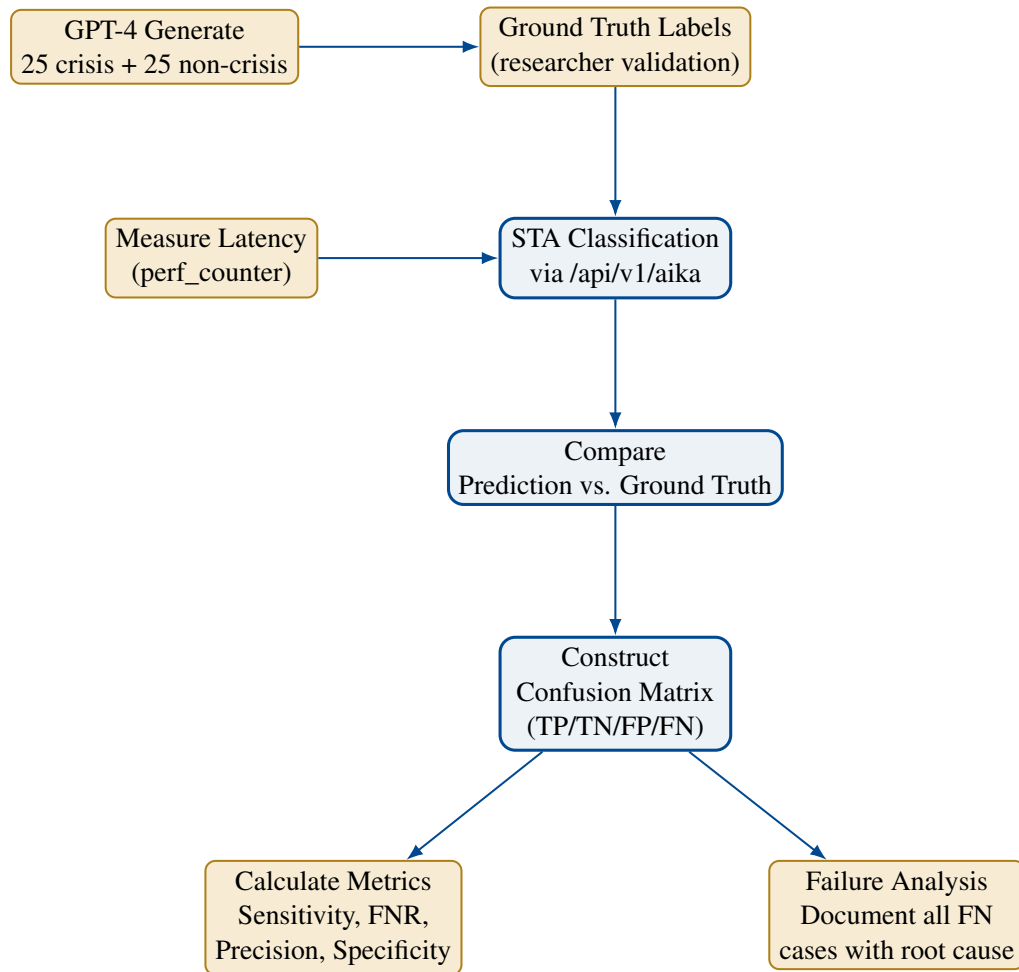 GPT-4 Generate
25 crisis + 25 non-crisis
Ground Truth Labels
(researcher validation)
Measure Latency
(perf_counter)
STA Classification
via /api/v1/aika
Compare
Prediction vs. Ground Truth
Construct
Confusion Matrix
(TP/TN/FP/FN)
Calculate Metrics
Sensitivity, FNR,
Precision, Specificity
Failure Analysis
Document all FN
cases with root cause